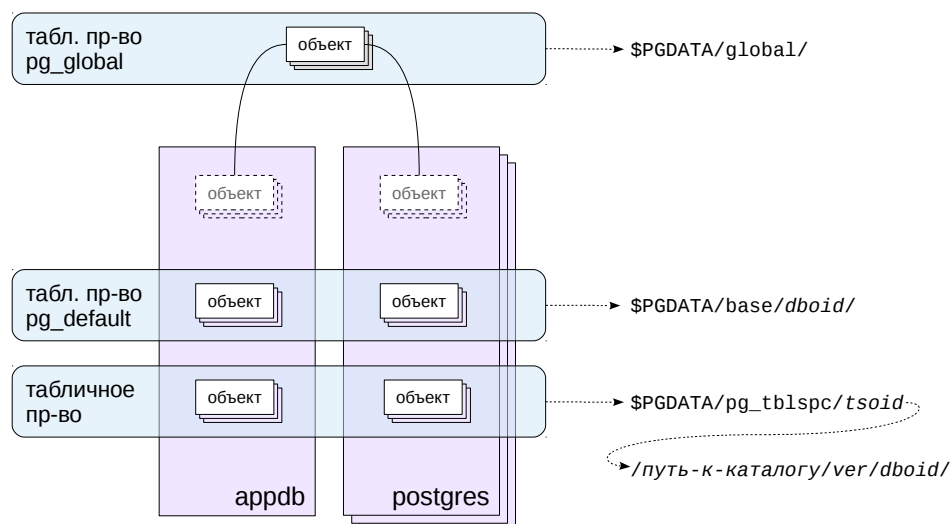 табл. пр-во
pg_global
объект
$PGDATA/global/
объект
объект
табл. пр-во
pg_default
объект
объект
$PGDATA/base/dboid/
табличное
пр-во
объект
объект
$PGDATA/pg_tblspc/tsoid
/путь-к-каталогу/ver/dboid/
appdb
postgres